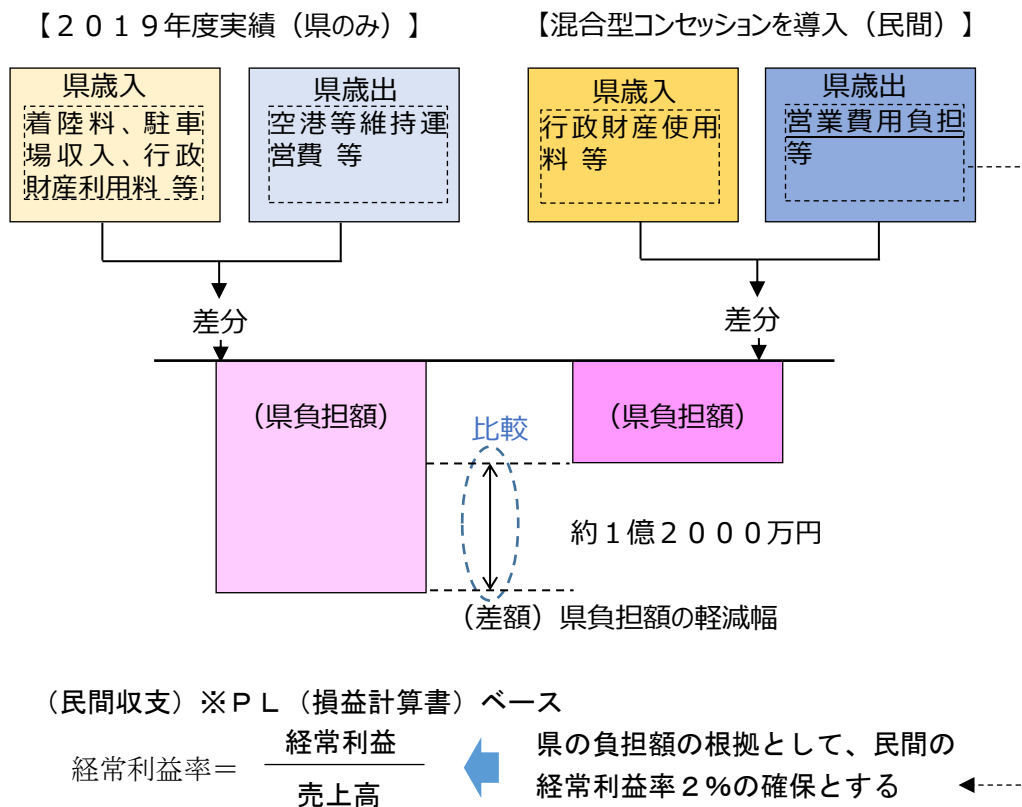 【２０１９年度実績（県のみ）】
【混合型コンセッションを導入（民間）】
県歳入
着陸料、駐車
場収入、行政
財産利用料 等
県歳出
空港等維持運
営費 等
県歳入
行政財産使用
料 等
県歳出
営業費用負担
等
差分
差分
（県負担額）
（県負担額）
比較
約１億２０００万円
（差額）県負担額の軽減幅
（民間収支）※ＰＬ（損益計算書）ベース
経常利益率＝
経常利益
売上高
県の負担額の根拠として、民間の
経常利益率２%の確保とする